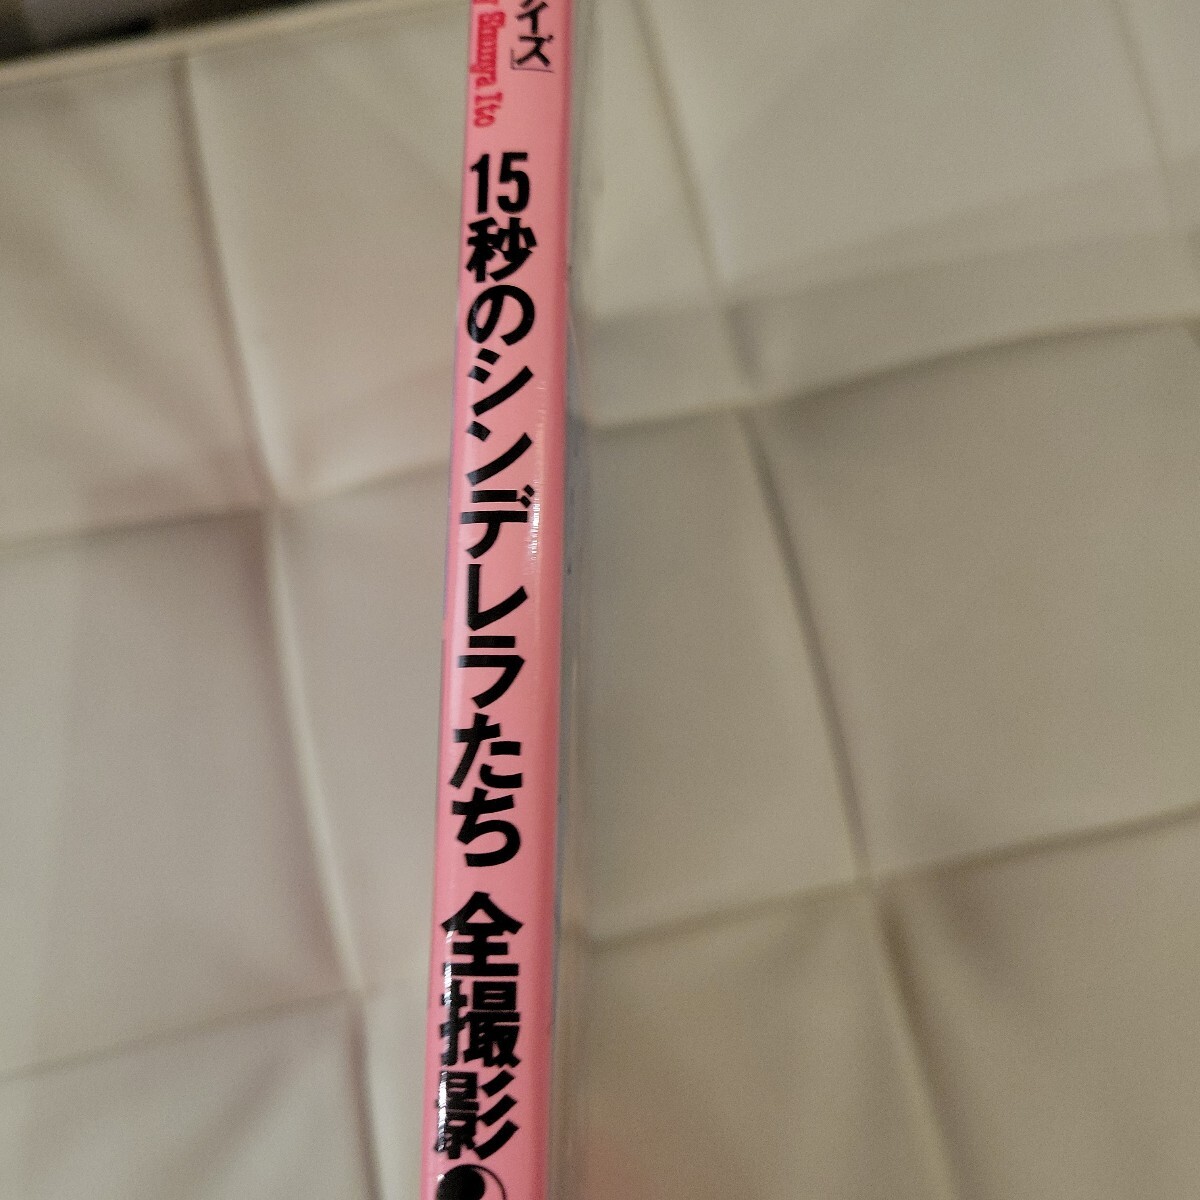 イズ」
Shunya Ito
15秒のシンデレラたち 全撮影●